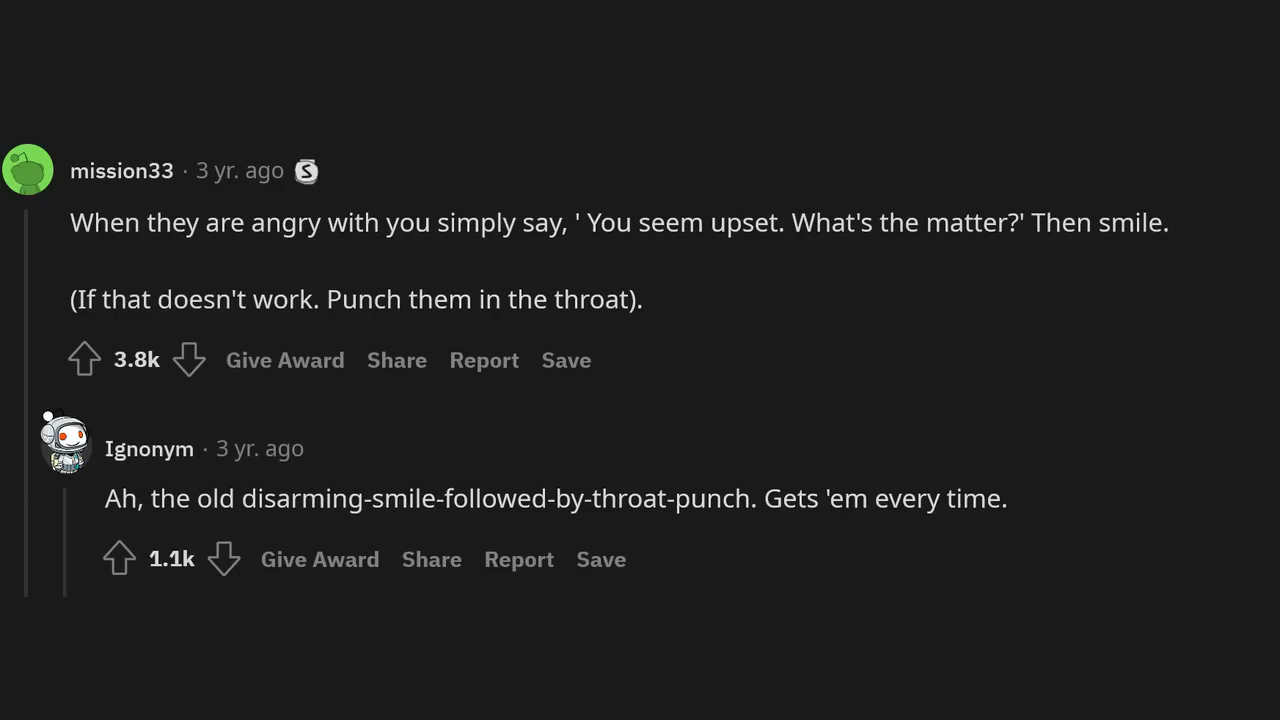 mission33 · 3 yr. ago S
When they are angry with you simply say, ' You seem upset. What's the matter?' Then smile.
(If that doesn't work. Punch them in the throat).
3.8k Give Award Share Report Save
Ignonym · 3 yr. ago
Ah, the old disarming-smile-followed-by-throat-punch. Gets 'em every time.
1.1k Give Award Share Report Save